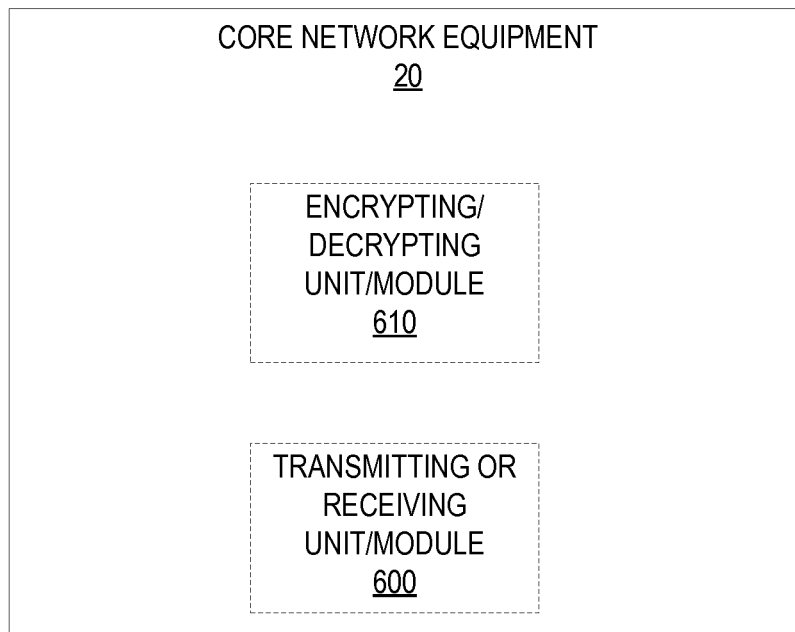 CORE NETWORK EQUIPMENT
20
ENCRYPTING/
DECRYPTING
UNIT/MODULE
610
TRANSMITTING OR
RECEIVING
UNIT/MODULE
600